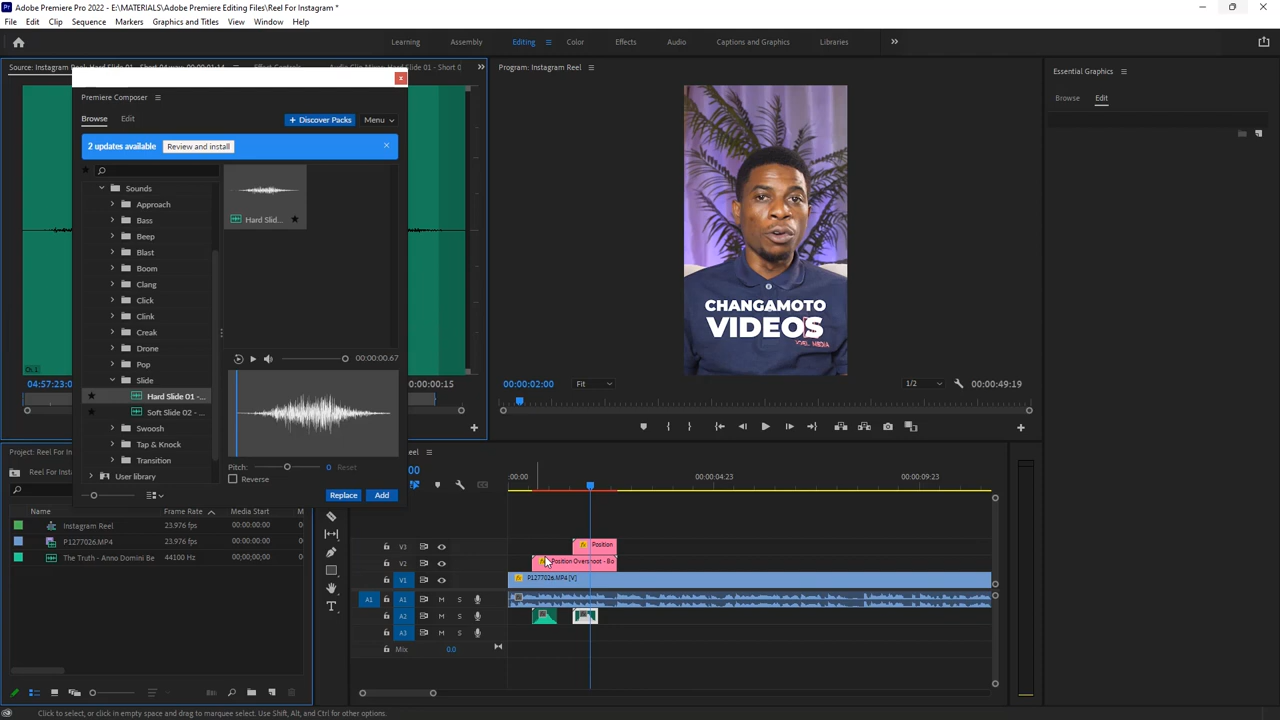 Adobe Premiere Pro 2022 - E:\MATERIALS\Adobe Premiere Editing Files\Reel For Instagram *
File Edit Clip Sequence Markers Graphics and Titles View Window Help
Learning Assembly Editing Color Effects Audio Captions and Graphics Libraries
Program: Instagram Reel
Essential Graphics
Browse Edit
Premiere Composer
Browse Edit
+ Discover Packs Menu
2 updates available Review and install
Sounds
Approach
Bass
Beep
Blast
Boom
Clang
Click
Clink
Creak
Drone
Pop
Slide
Hard Slide 01 -...
Soft Slide 02 - ...
Swoosh
Tap & Knock
Transition
User library
Hard Slid...
00:00:00.67
Pitch: 0 Reset
Reverse
Replace Add
CHANGAMOTO
VIDEOS
04:57:23:0
00:00:00:15
00:00:02:00 Fit 1/2 00:00:49:19
Project: Reel For Inst
Reel For Inst
Name Frame Rate Media Start
Instagram Reel 23.976 fps 00:00:00:00
P1277026.MP4 23.976 fps 00:00:00:00
The Truth - Anno Domini Be 44100 Hz 00;00;00;00
:00:00 00:00:04:23 00:00:09:23
V3 Position
V2 Position Overshoot - Bo
V1 P1277026.MP4 [V]
A1 A1 M S
A2 M S
A3 M S
Mix 0.0
Click to select, or click in empty space and drag to marquee select. Use Shift, Alt, and Ctrl for other options.